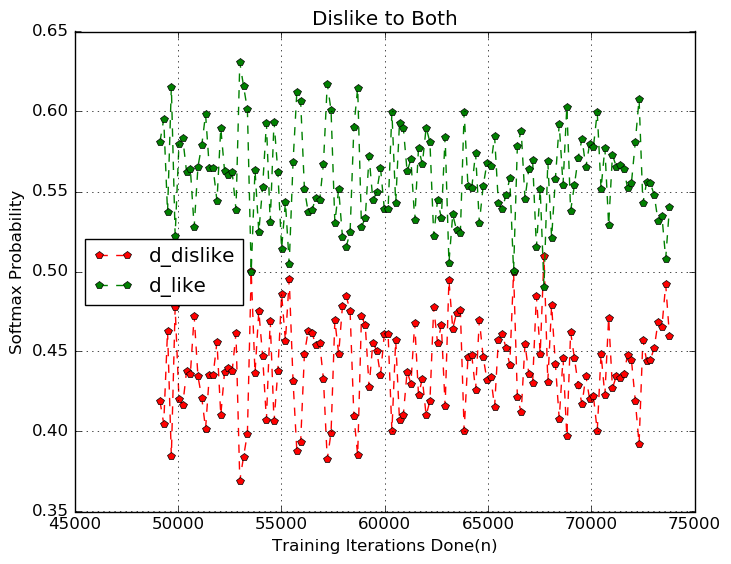 Dislike to Both
Softmax Probability
0.65
0.60
0.55
0.50
0.45
0.40
0.35
d_dislike
d_like
45000 50000 55000 60000 65000 70000 75000
Training Iterations Done(n)